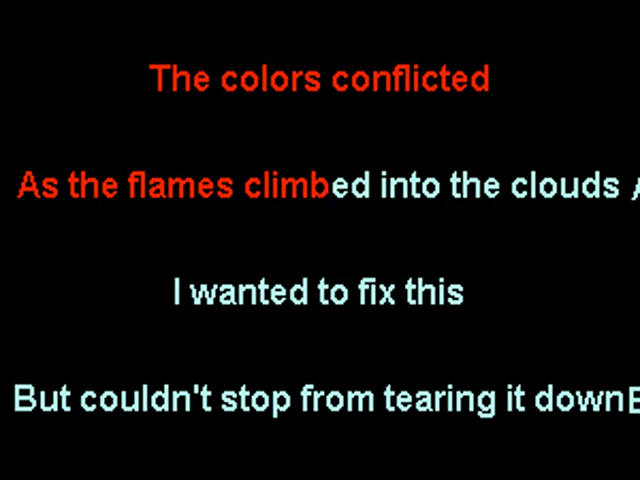 The colors conflicted
As the flames climbed into the clouds
I wanted to fix this
But couldn't stop from tearing it down